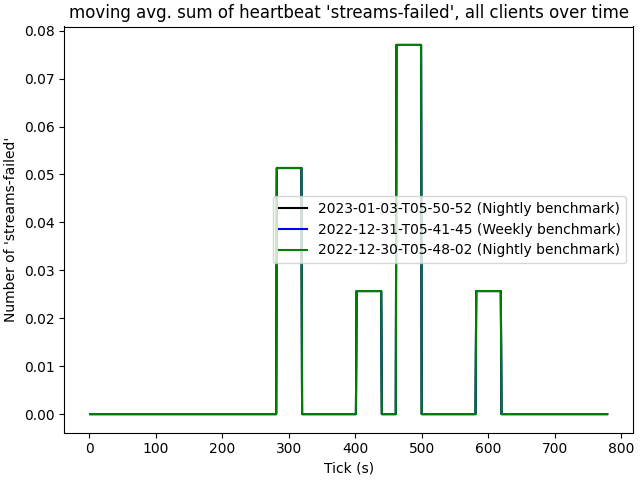 moving avg. sum of heartbeat 'streams-failed', all clients over time
Number of 'streams-failed'
0.08
0.07
0.06
0.05
0.04
0.03
0.02
0.01
0.00
2023-01-03-T05-50-52 (Nightly benchmark)
2022-12-31-T05-41-45 (Weekly benchmark)
2022-12-30-T05-48-02 (Nightly benchmark)
0 100 200 300 400 500 600 700 800
Tick (s)